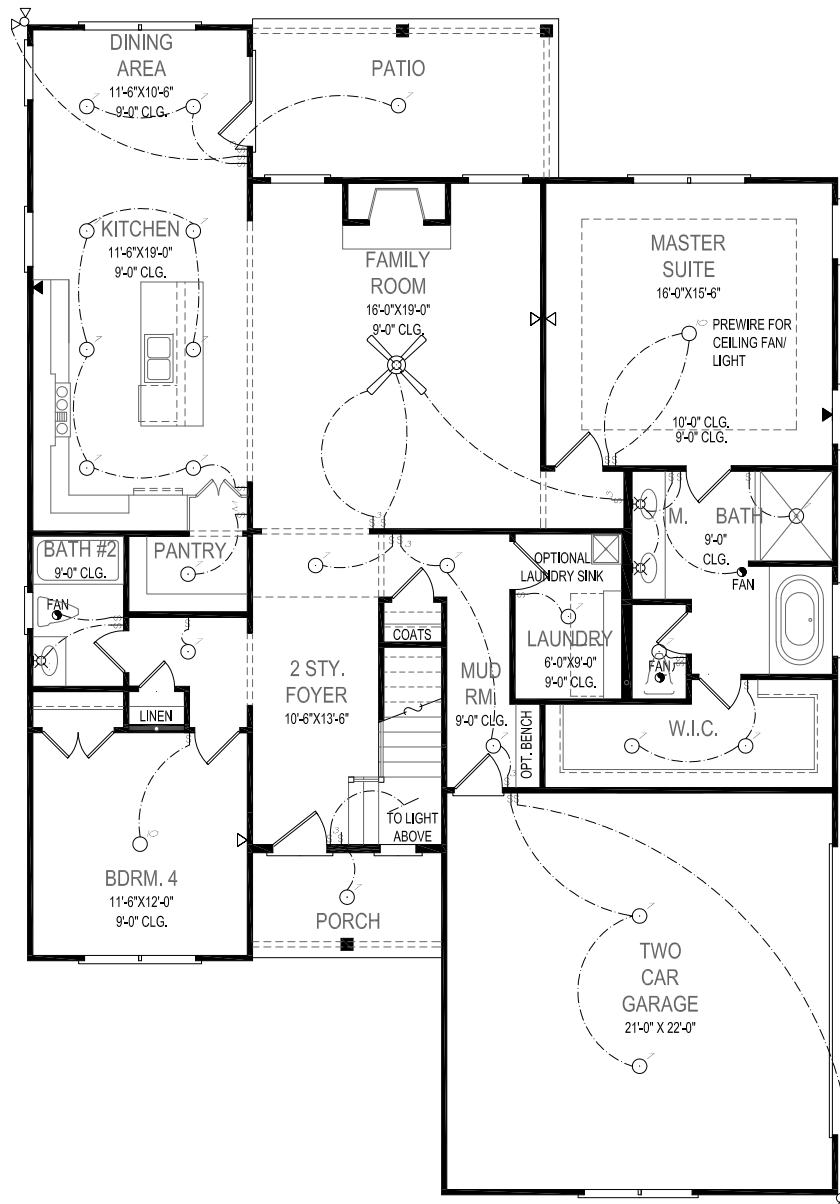 DINING
AREA
11'-6"X10'-6"
9'-0" CLG.
PATIO
KITCHEN
11'-6"X19'-0"
9'-0" CLG.
FAMILY
ROOM
16'-0"X19'-0"
9'-0" CLG.
MASTER
SUITE
16'-0"X15'-6"
PREWIRE FOR
CEILING FAN/
LIGHT
10'-0" CLG.
9'-0" CLG.
M. BATH
9'-0"
CLG.
FAN
BATH #2
9'-0" CLG.
FAN
PANTRY
OPTIONAL
LAUNDRY SINK
COATS
LAUNDRY
6'-0"X9'-0"
9'-0" CLG.
FAN
2 STY.
FOYER
10'-6"X13'-6"
MUD
RM.
9'-0" CLG.
LINEN
OPT. BENCH
W.I.C.
TO LIGHT
ABOVE
BDRM. 4
11'-6"X12'-0"
9'-0" CLG.
PORCH
TWO
CAR
GARAGE
21'-0" X 22'-0"